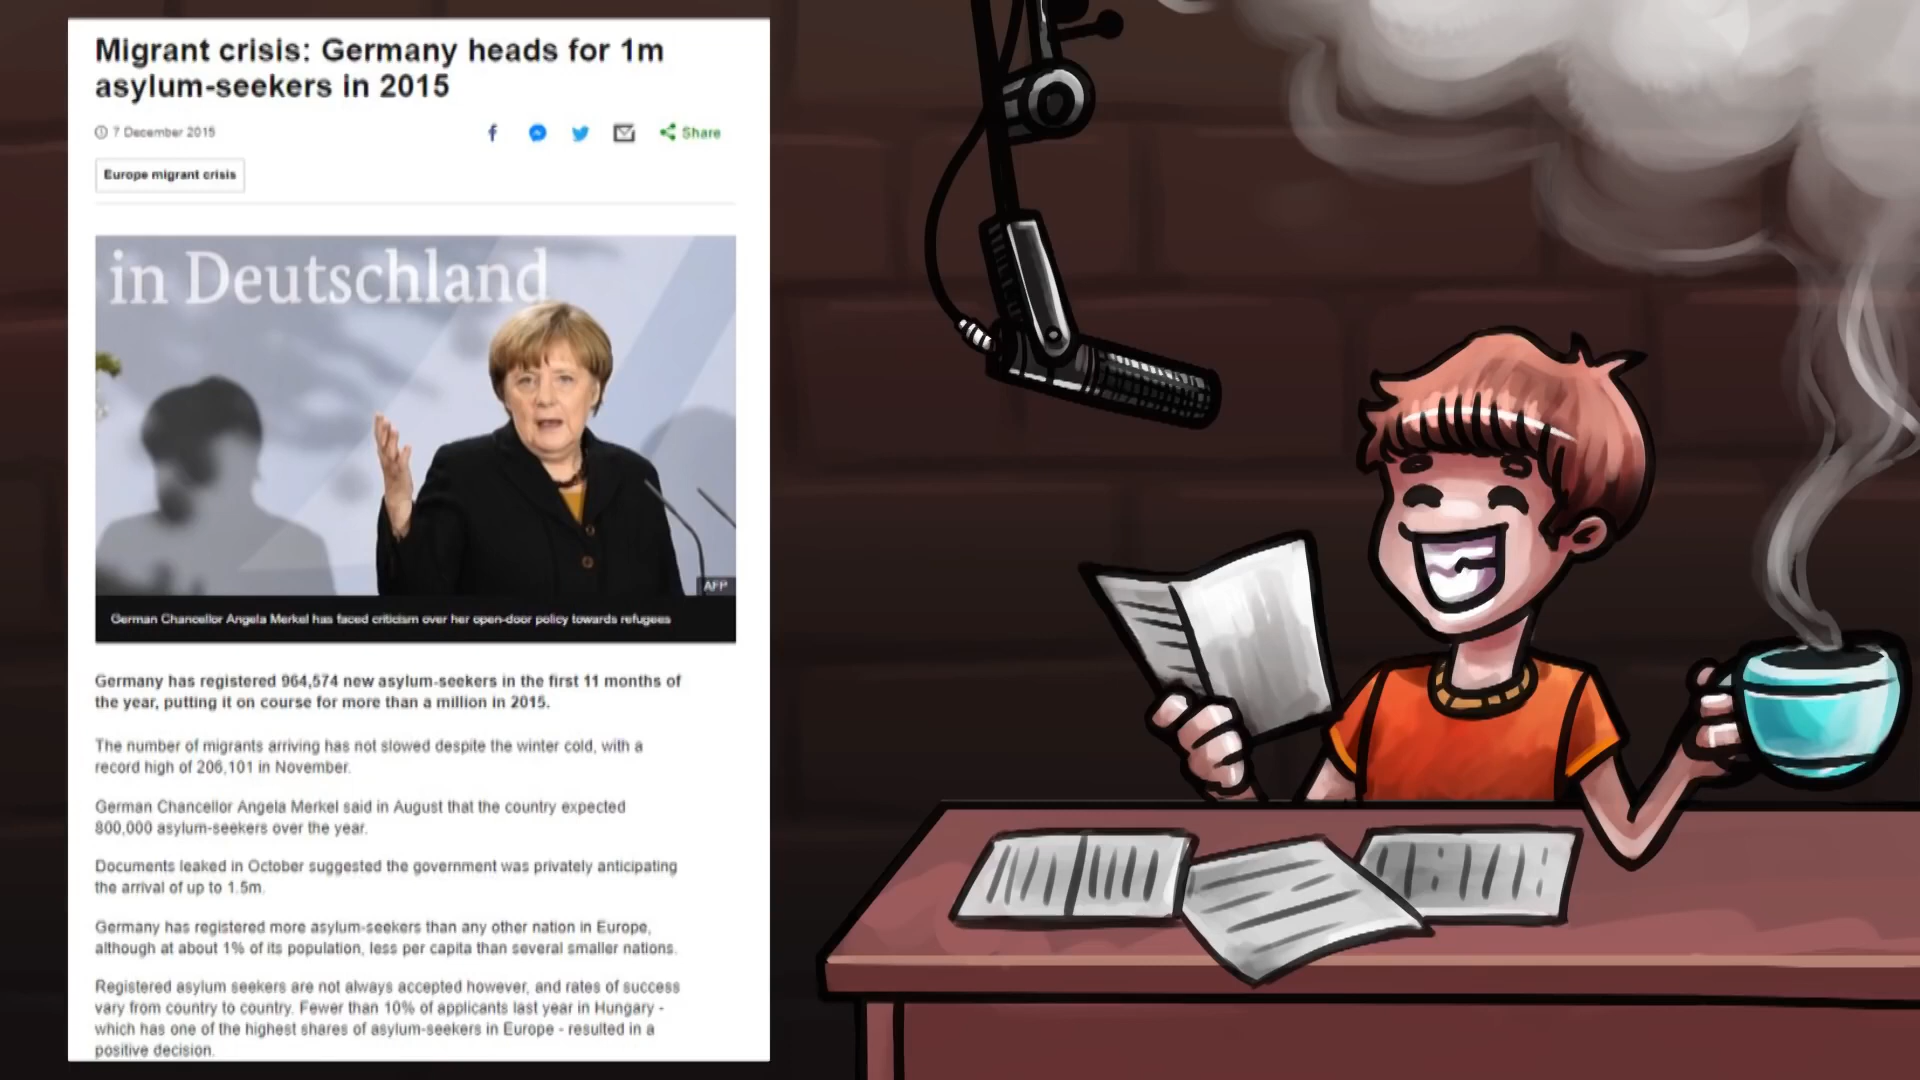 Migrant crisis: Germany heads for 1m
asylum-seekers in 2015
7 December 2015
Share
Europe migrant crisis
in Deutschland
AFP
German Chancellor Angela Merkel has faced criticism over her open-door policy towards refugees
Germany has registered 964,574 new asylum-seekers in the first 11 months of
the year, putting it on course for more than a million in 2015.
The number of migrants arriving has not slowed despite the winter cold, with a
record high of 206,101 in November.
German Chancellor Angela Merkel said in August that the country expected
800,000 asylum-seekers over the year.
Documents leaked in October suggested the government was privately anticipating
the arrival of up to 1.5m.
Germany has registered more asylum-seekers than any other nation in Europe,
although at about 1% of its population, less per capita than several smaller nations.
Registered asylum seekers are not always accepted however, and rates of success
vary from country to country. Fewer than 10% of applicants last year in Hungary -
which has one of the highest shares of asylum-seekers in Europe - resulted in a
positive decision.